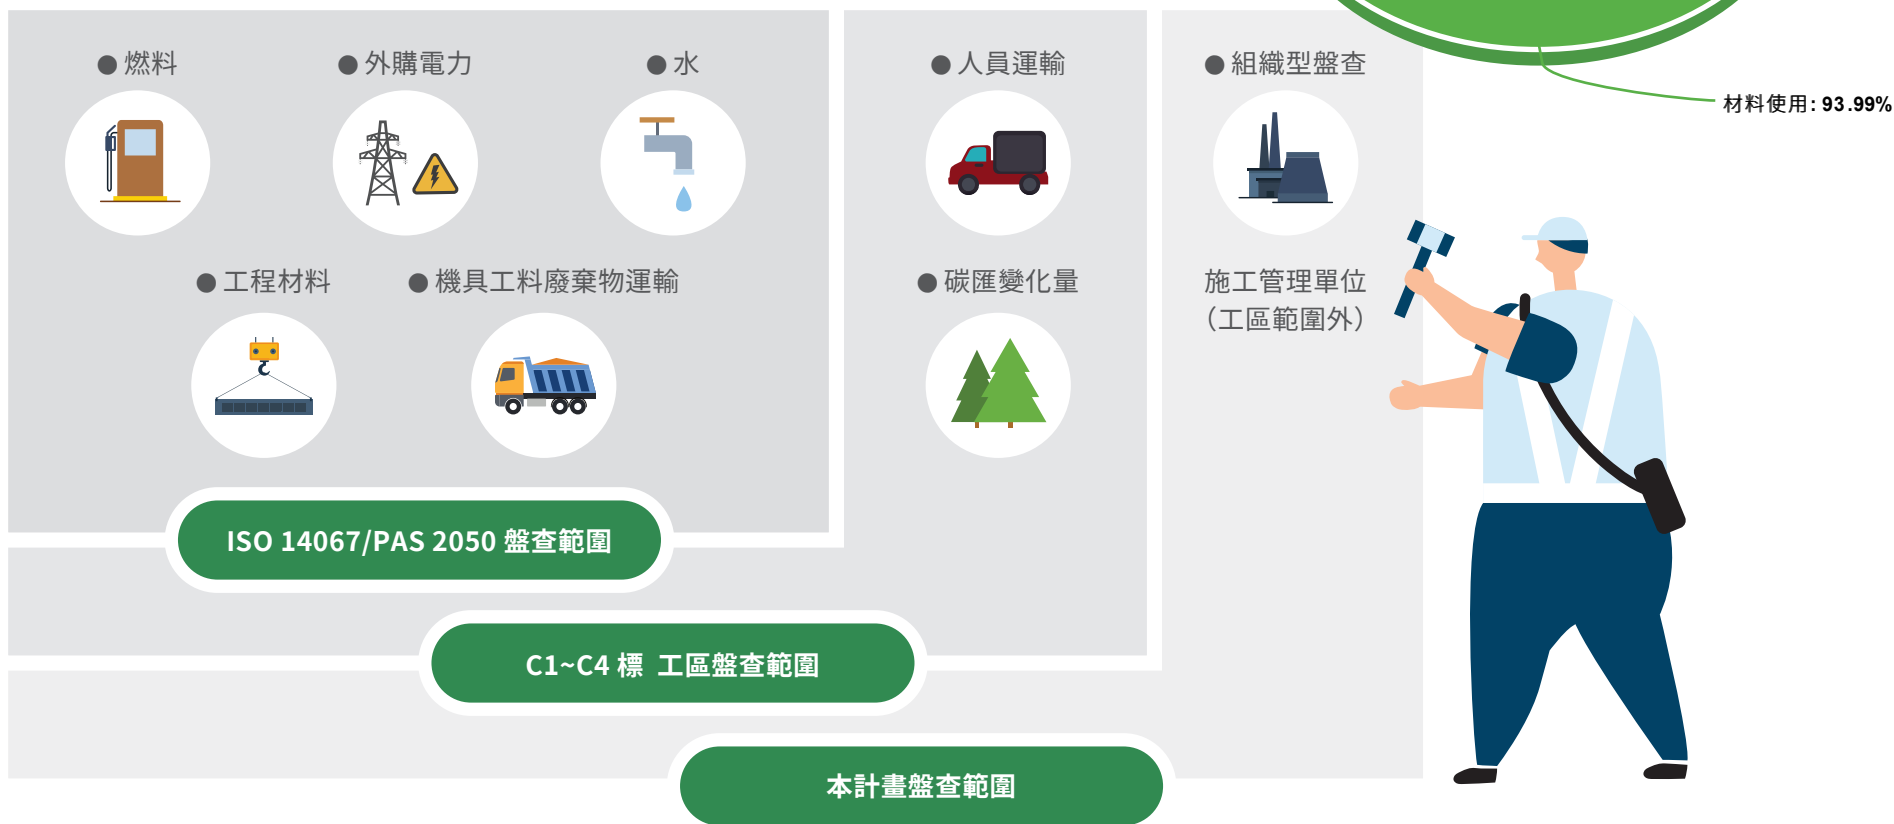 ●燃料
●外購電力
●水
●人員運輸
●組織型盤查
材料使用: 93.99%
●工程材料
●機具工料廢棄物運輸
●碳匯變化量
施工管理單位
（工區範圍外）
ISO 14067/PAS 2050 盤查範圍
C1~C4 標 工區盤查範圍
本計畫盤查範圍